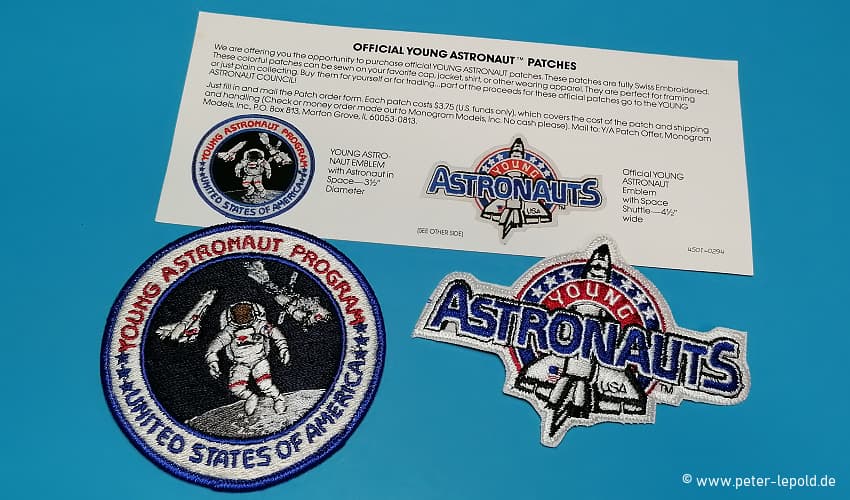 OFFICIAL YOUNG ASTRONAUT™ PATCHES
We are offering you the opportunity to purchase official YOUNG ASTRONAUT patches. These patches are fully Swiss Embroidered.
These colorful patches can be sewn on your favorite cap, jacket, shirt, or other wearing apparel. They are perfect for framing
or just plain collecting. Buy them for yourself or for trading...part of the proceeds for these official patches go to the YOUNG
ASTRONAUT COUNCIL!
Just fill in and mail the Patch order form. Each patch costs $3.75 (U.S. funds only), which covers the cost of the patch and shipping
and handling (Check or money order made out to Monogram Models, Inc. No cash please). Mail to: Y/A Patch Offer, Monogram
Models, Inc., P.O. Box 813, Morton Grove, IL 60053-0813.
YOUNG ASTRONAUT PROGRAM
UNITED STATES OF AMERICA
YOUNG ASTRO-
NAUT EMBLEM
with Astronaut in
Space—3½"
Diameter
YOUNG
ASTRONAUTS
USA
TM
Official YOUNG
ASTRONAUT
Emblem
with Space
Shuttle—4½"
wide
(SEE OTHER SIDE)
4501-0294
YOUNG ASTRONAUT PROGRAM
UNITED STATES OF AMERICA
YOUNG
ASTRONAUTS
USA
TM
© www.peter-lepold.de